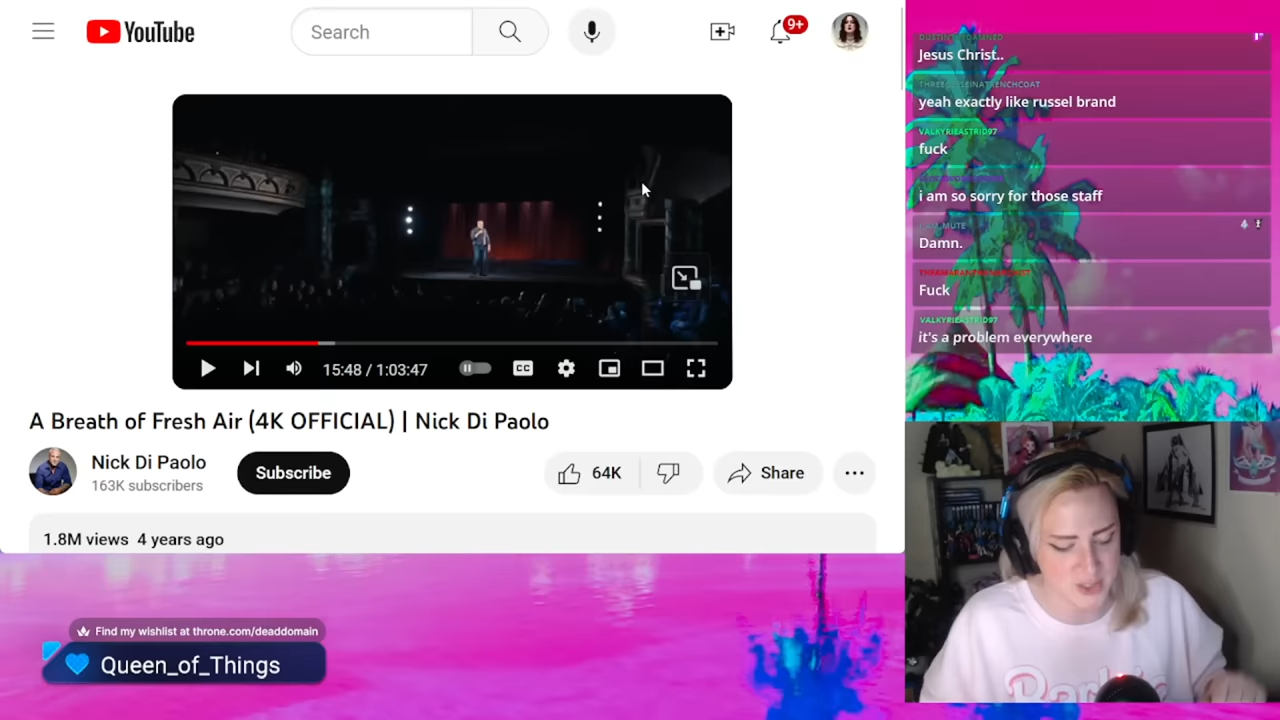 YouTube
Search
9+
15:48 / 1:03:47
CC
A Breath of Fresh Air (4K OFFICIAL) | Nick Di Paolo
Nick Di Paolo
163K subscribers
Subscribe
64K
Share
1.8M views 4 years ago
Find my wishlist at throne.com/deaddomain
Queen_of_Things
Jesus Christ..
yeah exactly like russel brand
VALKYRIEASTRID97
fuck
i am so sorry for those staff
MUTE
Damn.
Fuck
VALKYRIEASTRID97
it's a problem everywhere